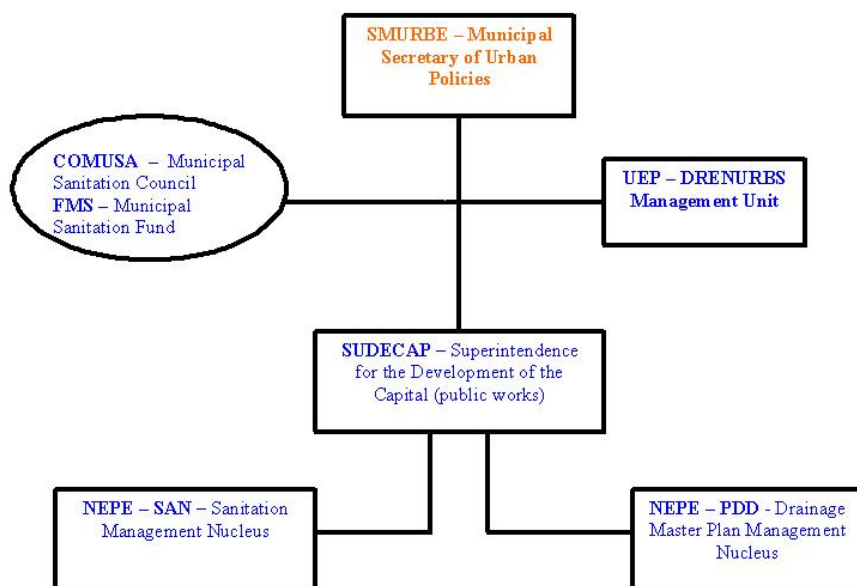 SMURBE – Municipal
Secretary of Urban
Policies
COMUSA – Municipal
Sanitation Council
FMS – Municipal
Sanitation Fund
UEP – DRENURBS
Management Unit
SUDECAP – Superintendence
for the Development of the
Capital (public works)
NEPE – SAN – Sanitation
Management Nucleus
NEPE – PDD - Drainage
Master Plan Management
Nucleus